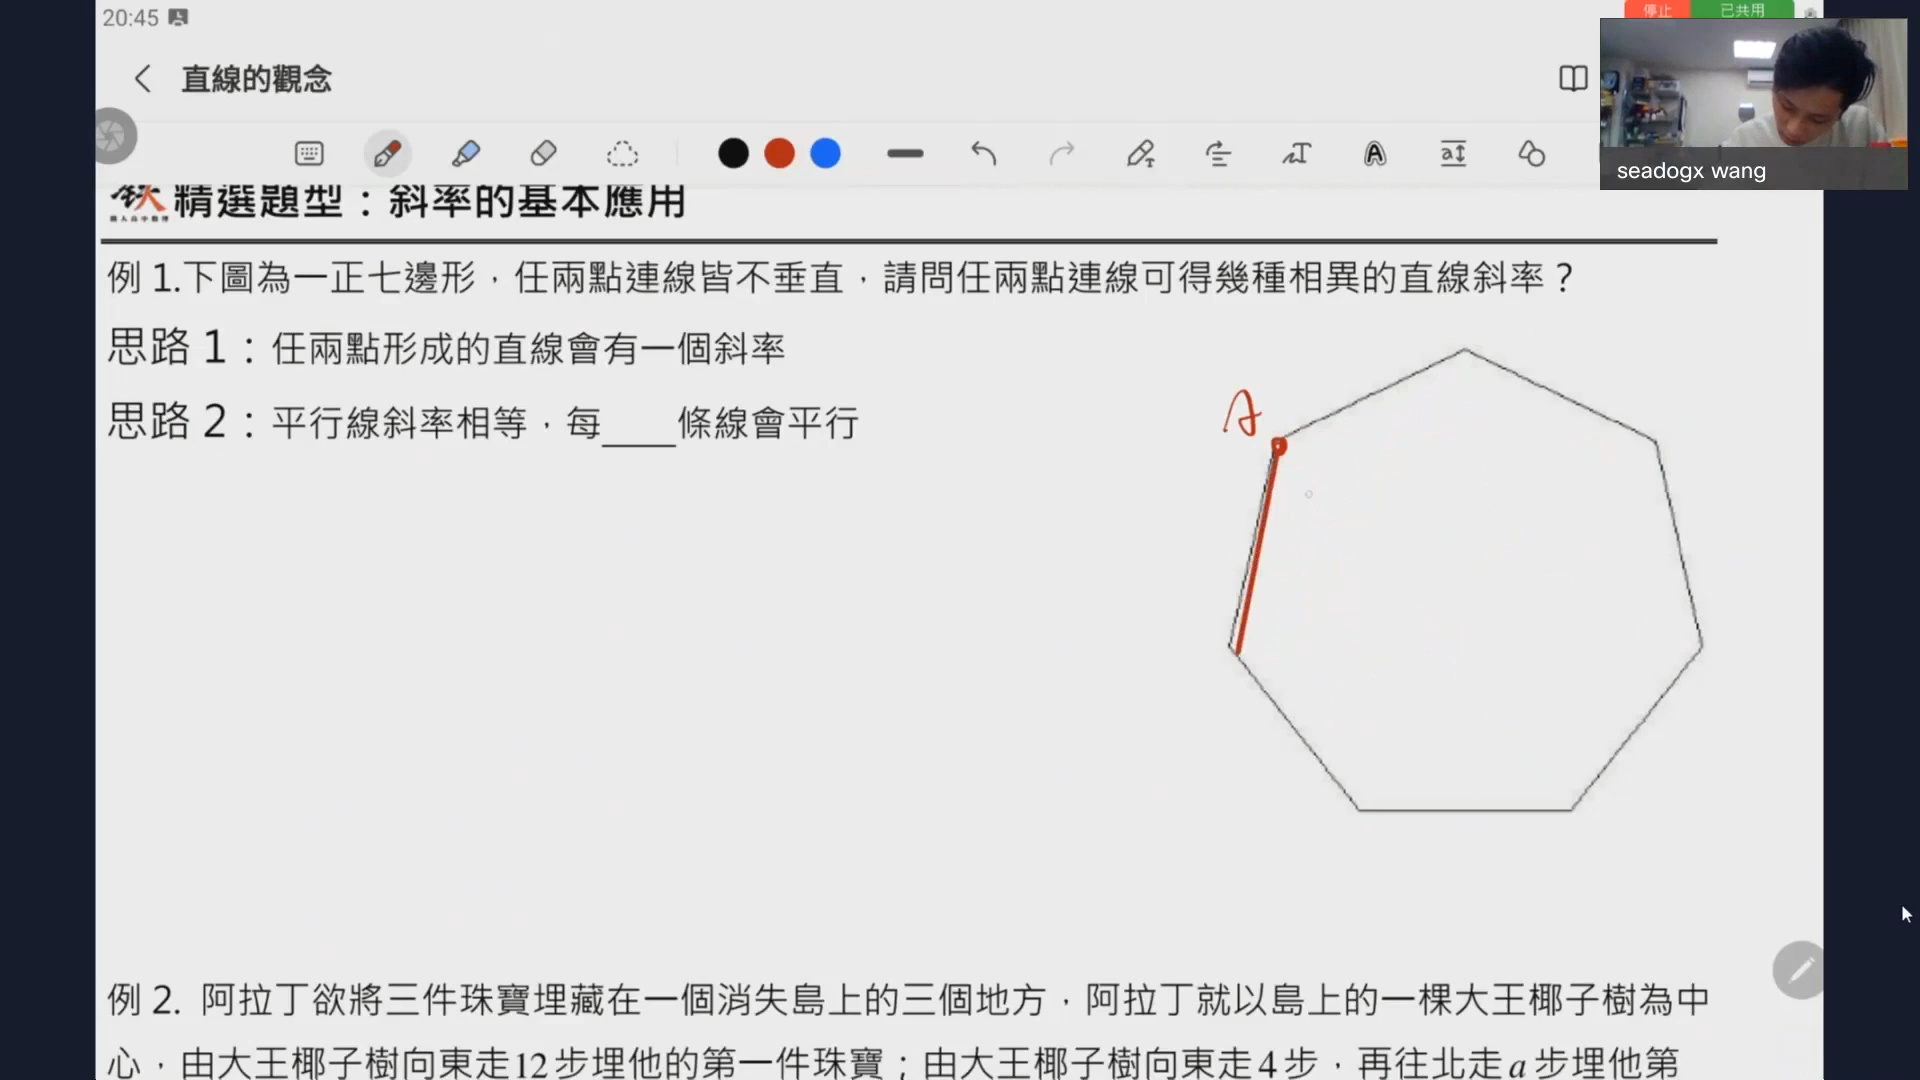 20:45
停止
已共用
直線的觀念
seadogx wang
精選題型：斜率的基本應用
例 1.下圖為一正七邊形，任兩點連線皆不垂直，請問任兩點連線可得幾種相異的直線斜率？
思路 1：任兩點形成的直線會有一個斜率
思路 2：平行線斜率相等，每____條線會平行
A
例 2. 阿拉丁欲將三件珠寶埋藏在一個消失島上的三個地方，阿拉丁就以島上的一棵大王椰子樹為中
心，由大王椰子樹向東走12步埋他的第一件珠寶；由大王椰子樹向東走4步，再往北走a步埋他第